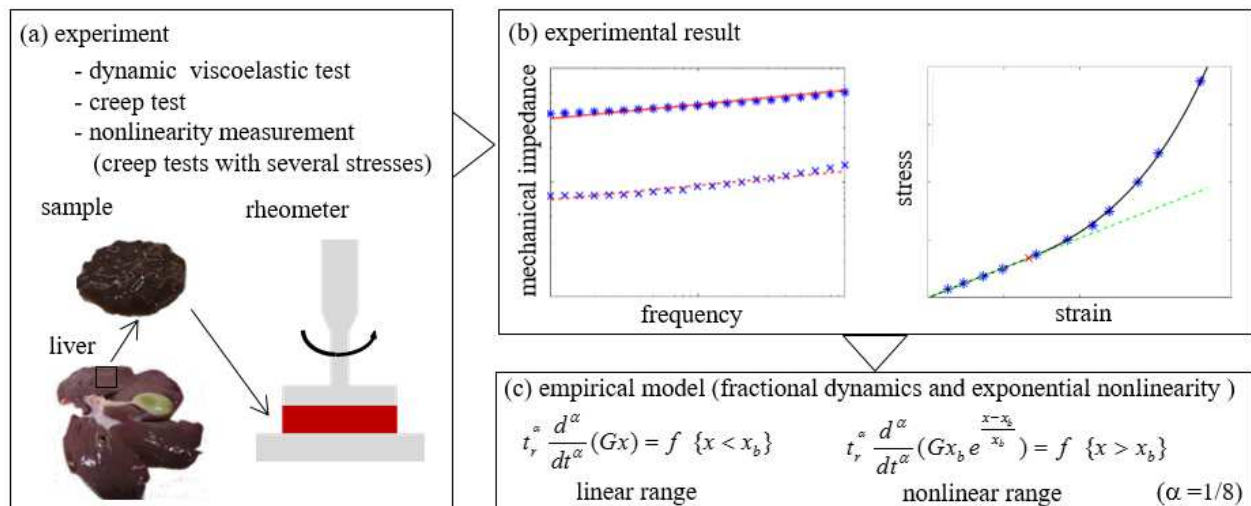 (a) experiment
- dynamic viscoelastic test
- creep test
- nonlinearity measurement
(creep tests with several stresses)
sample
rheometer
liver
(b) experimental result
mechanical impedance
frequency
stress
strain
(c) empirical model (fractional dynamics and exponential nonlinearity )
t_r^α d^α/dt^α (Gx) = f {x < x_b}
t_r^α d^α/dt^α (Gx_b e^((x−x_b)/x_b)) = f {x > x_b}
linear range
nonlinear range
(α =1/8)